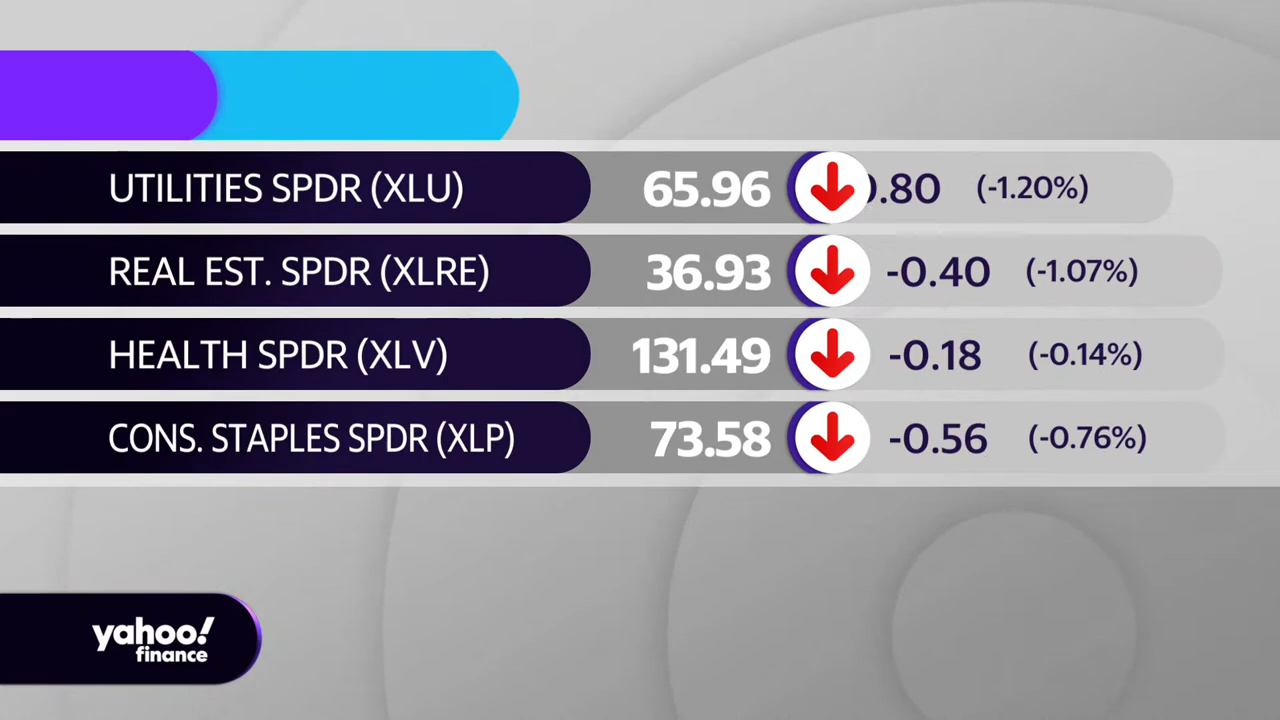 UTILITIES SPDR (XLU) 65.96 .80 (-1.20%)
REAL EST. SPDR (XLRE) 36.93 -0.40 (-1.07%)
HEALTH SPDR (XLV) 131.49 -0.18 (-0.14%)
CONS. STAPLES SPDR (XLP) 73.58 -0.56 (-0.76%)
yahoo!
finance